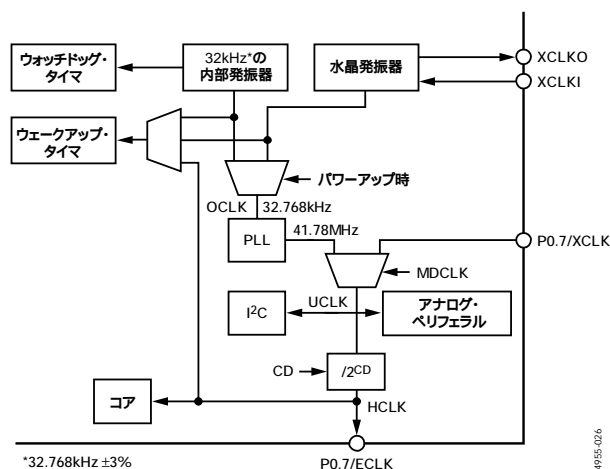 ウォッチドッグ・
タイマ
32kHz*の
内部発振器
水晶発振器
XCLKO
XCLKI
ウェークアップ・
タイマ
パワーアップ時
OCLK
32.768kHz
PLL
41.78MHz
P0.7/XCLK
MDCLK
I²C
UCLK
アナログ・
ペリフェラル
CD
/2ᶜᴰ
コア
HCLK
*32.768kHz ±3%
P0.7/ECLK
4955-026